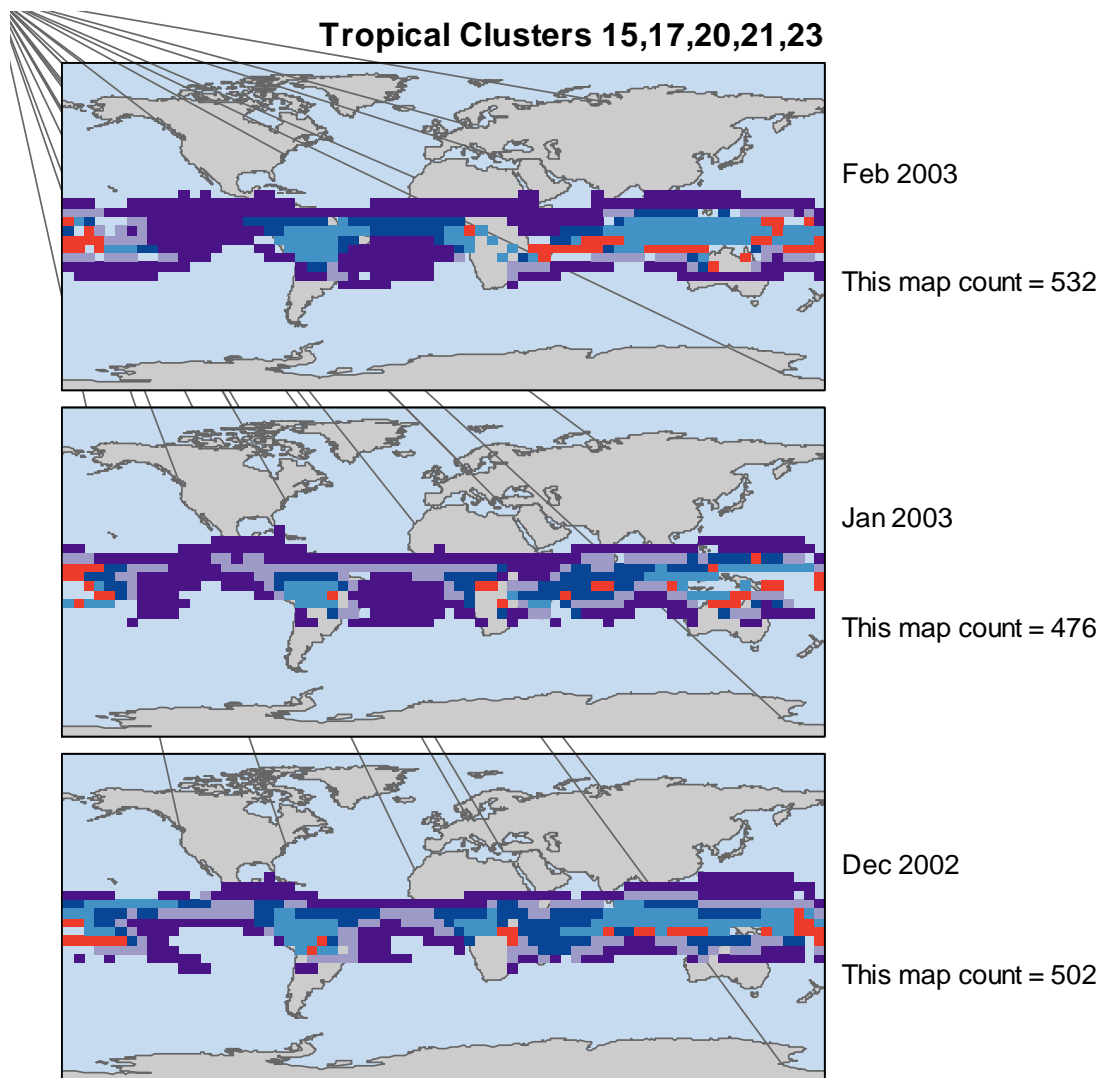 Tropical Clusters 15,17,20,21,23
Feb 2003
This map count = 532
Jan 2003
This map count = 476
Dec 2002
This map count = 502